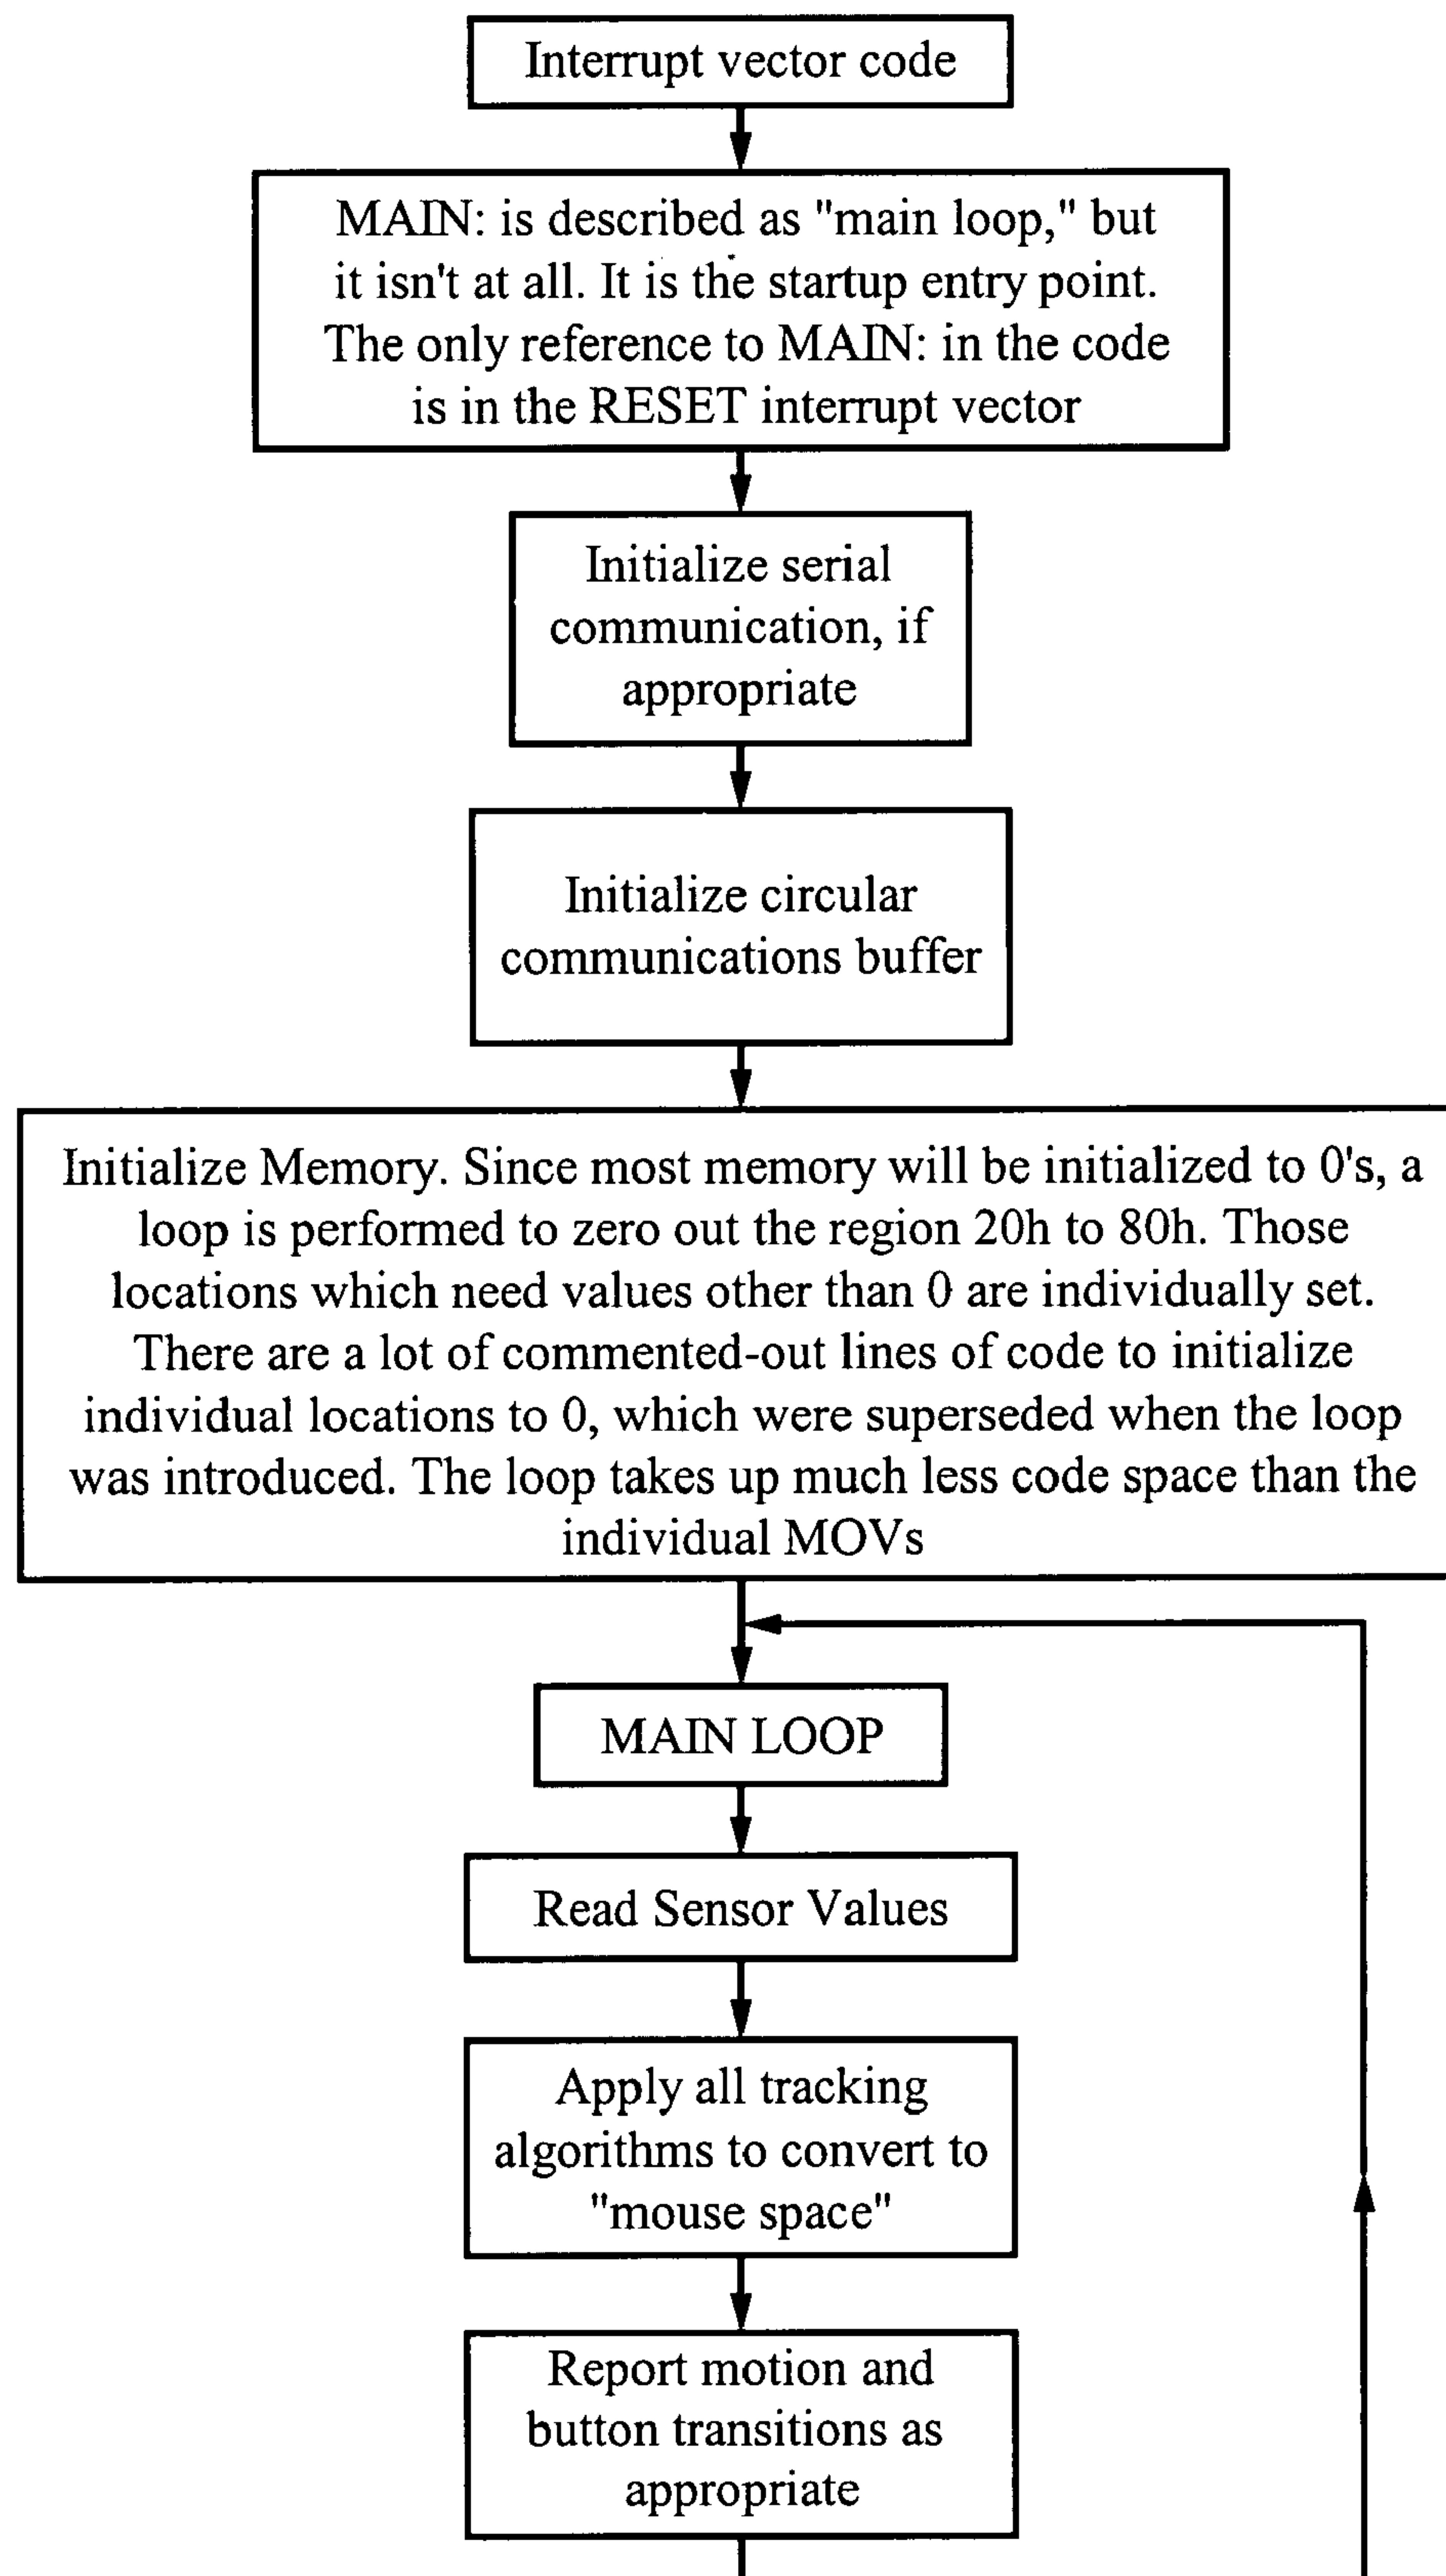 Interrupt vector code
MAIN: is described as "main loop," but
it isn't at all. It is the startup entry point.
The only reference to MAIN: in the code
is in the RESET interrupt vector
Initialize serial
communication, if
appropriate
Initialize circular
communications buffer
Initialize Memory. Since most memory will be initialized to 0's, a
loop is performed to zero out the region 20h to 80h. Those
locations which need values other than 0 are individually set.
There are a lot of commented-out lines of code to initialize
individual locations to 0, which were superseded when the loop
was introduced. The loop takes up much less code space than the
individual MOVs
MAIN LOOP
Read Sensor Values
Apply all tracking
algorithms to convert to
"mouse space"
Report motion and
button transitions as
appropriate